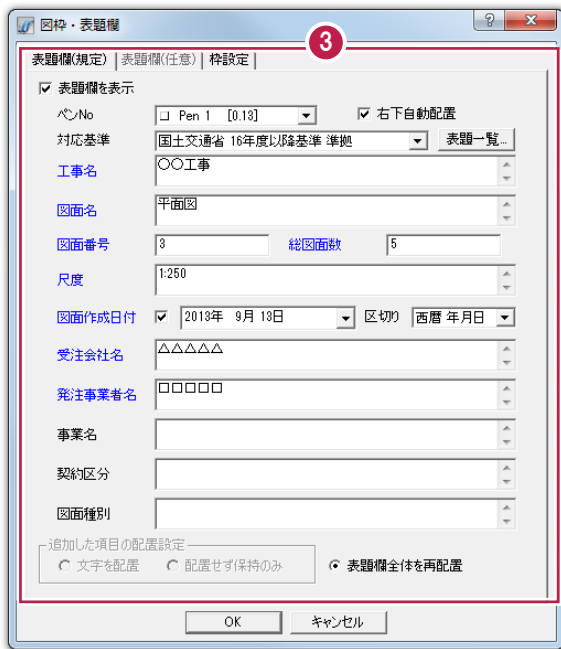 図枠・表題欄
3
表題欄(規定) 表題欄(任意) 枠設定
表題欄を表示
ペンNo Pen 1 [0.13] 右下自動配置
対応基準 国土交通省 16年度以降基準 準拠 表題一覧...
工事名 〇〇工事
図面名 平面図
図面番号 3 総図面数 5
尺度 1:250
図面作成日付 2013年 9月 13日 区切り 西暦 年月日
受注会社名 △△△△△
発注事業者名 □□□□□
事業名
契約区分
図面種別
追加した項目の配置設定
文字を配置 配置せず保持のみ 表題欄全体を再配置
OK キャンセル